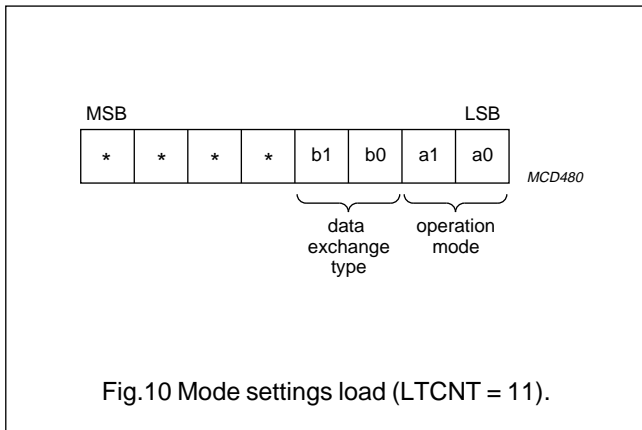 MSB LSB
* * * * b1 b0 a1 a0
MCD480
data
exchange
type
operation
mode
Fig.10 Mode settings load (LTCNT = 11).